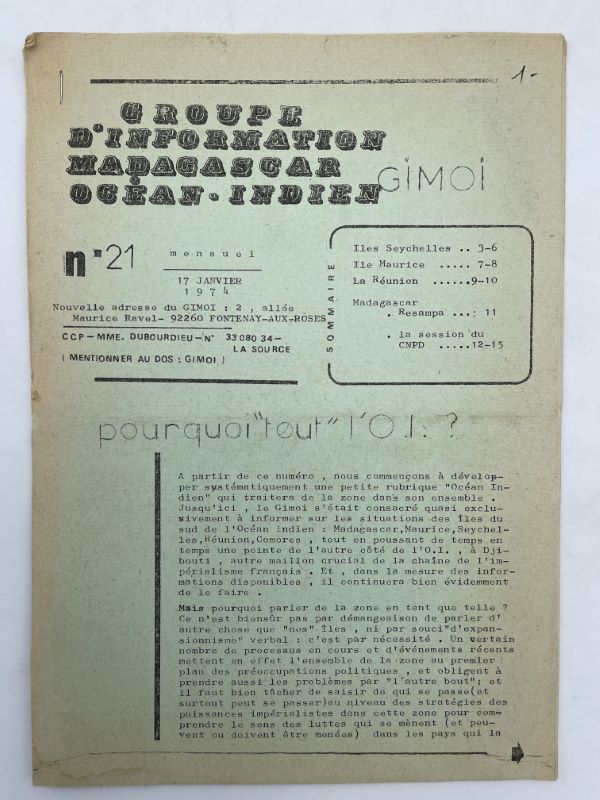 1-
GROUPE
D'INFORMATION
MADAGASCAR
OCÉAN-INDIEN
GIMOI
n°21
mensuel
17 JANVIER
1974
Nouvelle adresse du GIMOI : 2 , allée
Maurice Ravel- 92260 FONTENAY-AUX-ROSES
CCP-MME. DUBOURDIEU-N° 33 080 34-
LA SOURCE
( MENTIONNER AU DOS : GIMOI )
SOMMAIRE
Iles Seychelles .. 3-6
Ile Maurice ..... 7-8
La Réunion ......9-10
Madagascar
. Resampa ...; 11
. la session du
CNPD .....12-15
pourquoi "tout" l'O.I. ?
A partir de ce numéro , nous commençons à dévelop-
per systématiquement une petite rubrique "Océan In-
dien" qui traitera de la zone dans son ensemble .
Jusqu'ici , le Gimoi s'était consacré quasi exclu-
sivement à informer sur les situations des îles du
sud de l'Océan indien : Madagascar,Maurice,Seychel-
les,Réunion,Comores , tout en poussant de temps en
temps une pointe de l'autre côté de l'O.I. , à Dji-
bouti , autre maillon crucial de la chaîne de l'im-
périalisme français . Et , dans la mesure des infor-
mations disponibles , il continuera bien évidemment
de le faire .
Mais pourquoi parler de la zone en tant que telle ?
Ce n'est biensûr pas par démangeaison de parler d'
autre chose que "nos" îles , ni par souci"d'expan-
sionnisme" verbal : c'est par nécessité . Un certain
nombre de processus en cours et d'événements récents
mettent en effet l'ensemble de la zone au premier
plan des préoccupations politiques , et obligent à
prendre aussi les problèmes par "l'autre bout"; et
il faut bien tâcher de saisir de qui se passe(et
surtout peut se passer)au niveau des stratégies des
puissances impérialistes dans cette zone pour com-
prendre le sens des luttes qui se mènent (et peu-
vent ou doivent âtre menées) dans les pays qui la